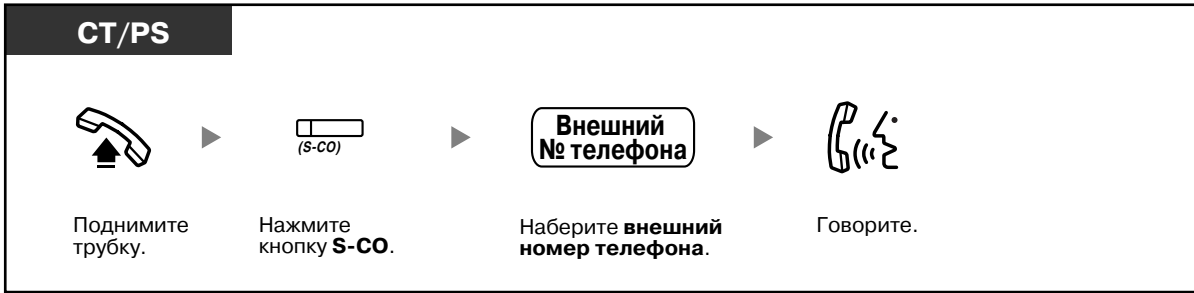 CT/PS
(S-CO)
Внешний
№ телефона
Поднимите
трубку.
Нажмите
кнопку S-CO.
Наберите внешний
номер телефона.
Говорите.